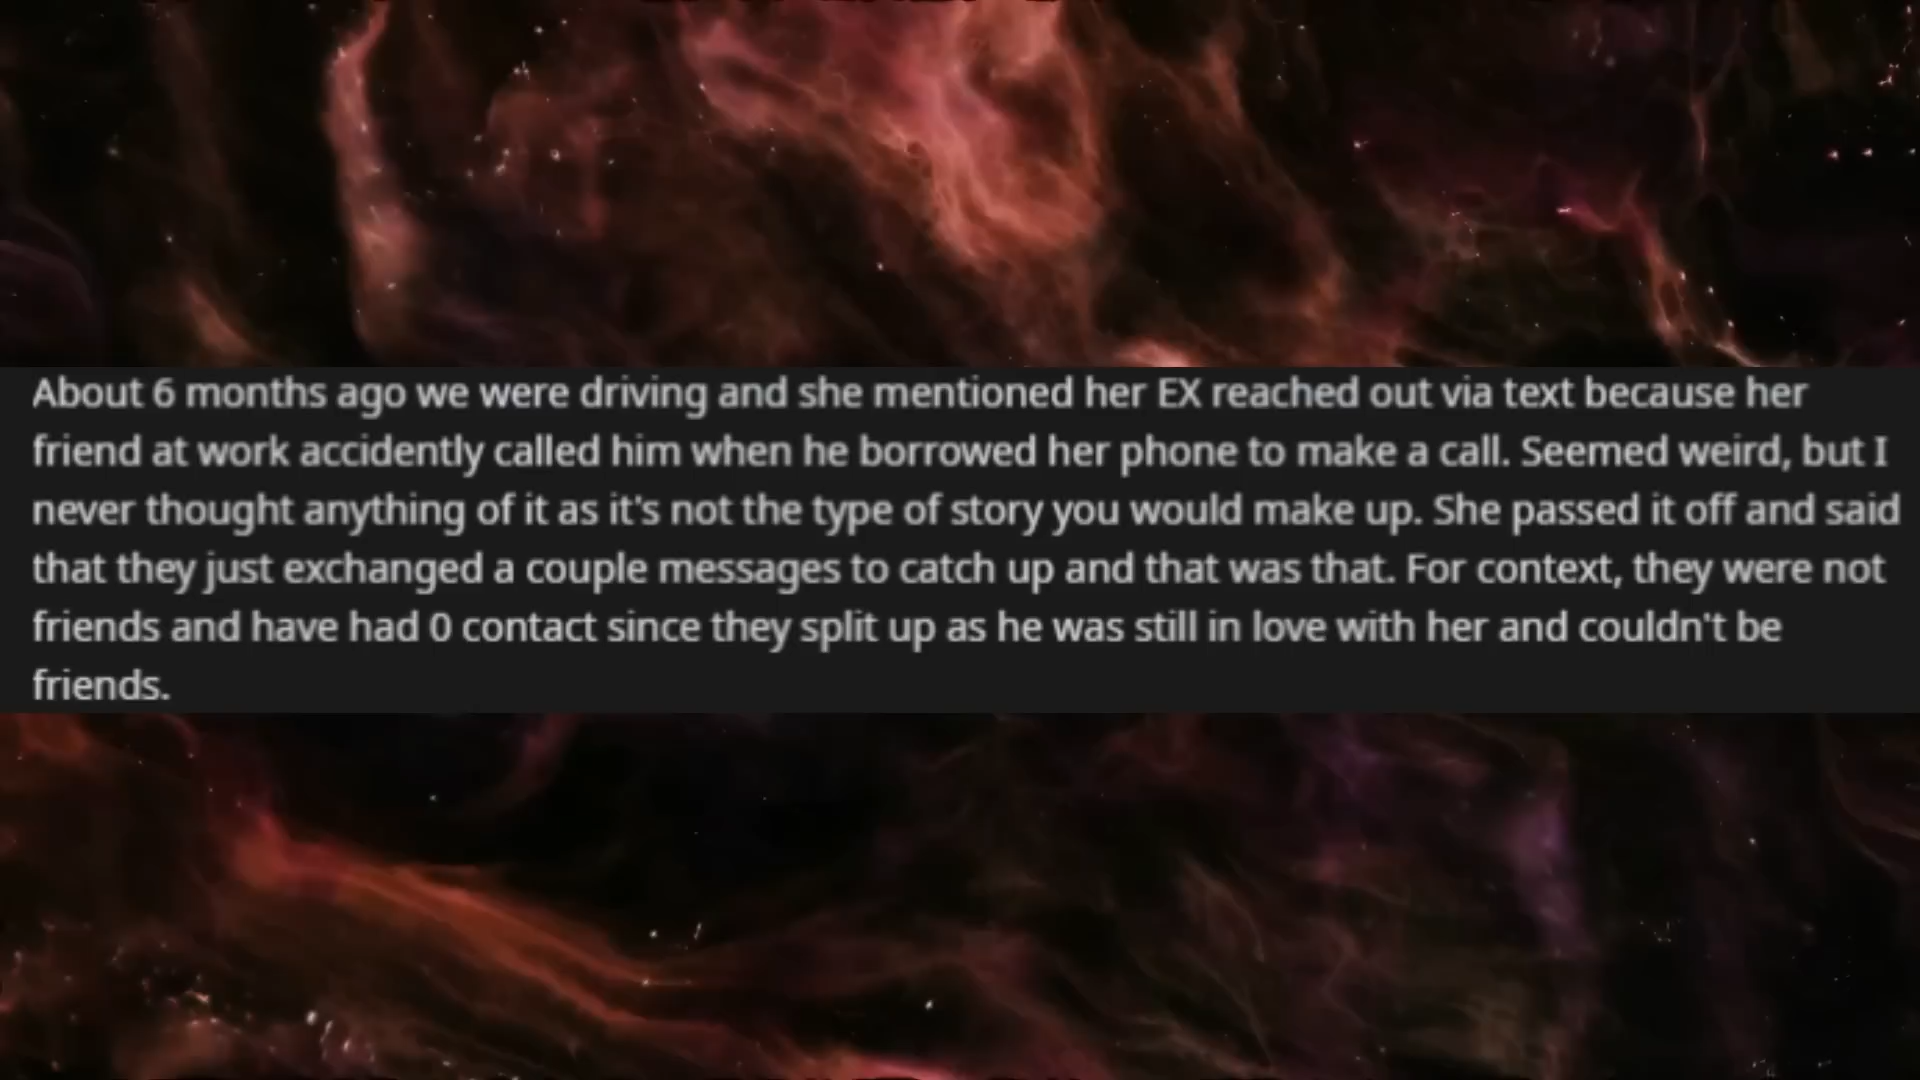 About 6 months ago we were driving and she mentioned her EX reached out via text because her
friend at work accidently called him when he borrowed her phone to make a call. Seemed weird, but I
never thought anything of it as it's not the type of story you would make up. She passed it off and said
that they just exchanged a couple messages to catch up and that was that. For context, they were not
friends and have had 0 contact since they split up as he was still in love with her and couldn't be
friends.